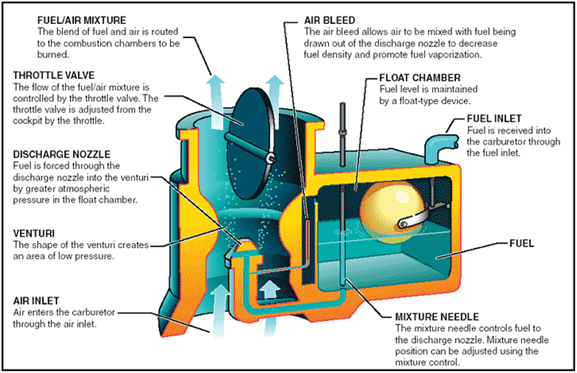 FUEL/AIR MIXTURE
The blend of fuel and air is routed
to the combustion chambers to be
burned.
THROTTLE VALVE
The flow of the fuel/air mixture is
controlled by the throttle valve. The
throttle valve is adjusted from the
cockpit by the throttle.
DISCHARGE NOZZLE
Fuel is forced through the
discharge nozzle into the venturi
by greater atmospheric
pressure in the float chamber.
VENTURI
The shape of the venturi creates
an area of low pressure.
AIR INLET
Air enters the carburetor
through the air inlet.
AIR BLEED
The air bleed allows air to be mixed with fuel being
drawn out of the discharge nozzle to decrease
fuel density and promote fuel vaporization.
FLOAT CHAMBER
Fuel level is maintained
by a float-type device.
FUEL INLET
Fuel is received into
the carburetor through
the fuel inlet.
FUEL
MIXTURE NEEDLE
The mixture needle controls fuel to
the discharge nozzle. Mixture needle
position can be adjusted using the
mixture control.